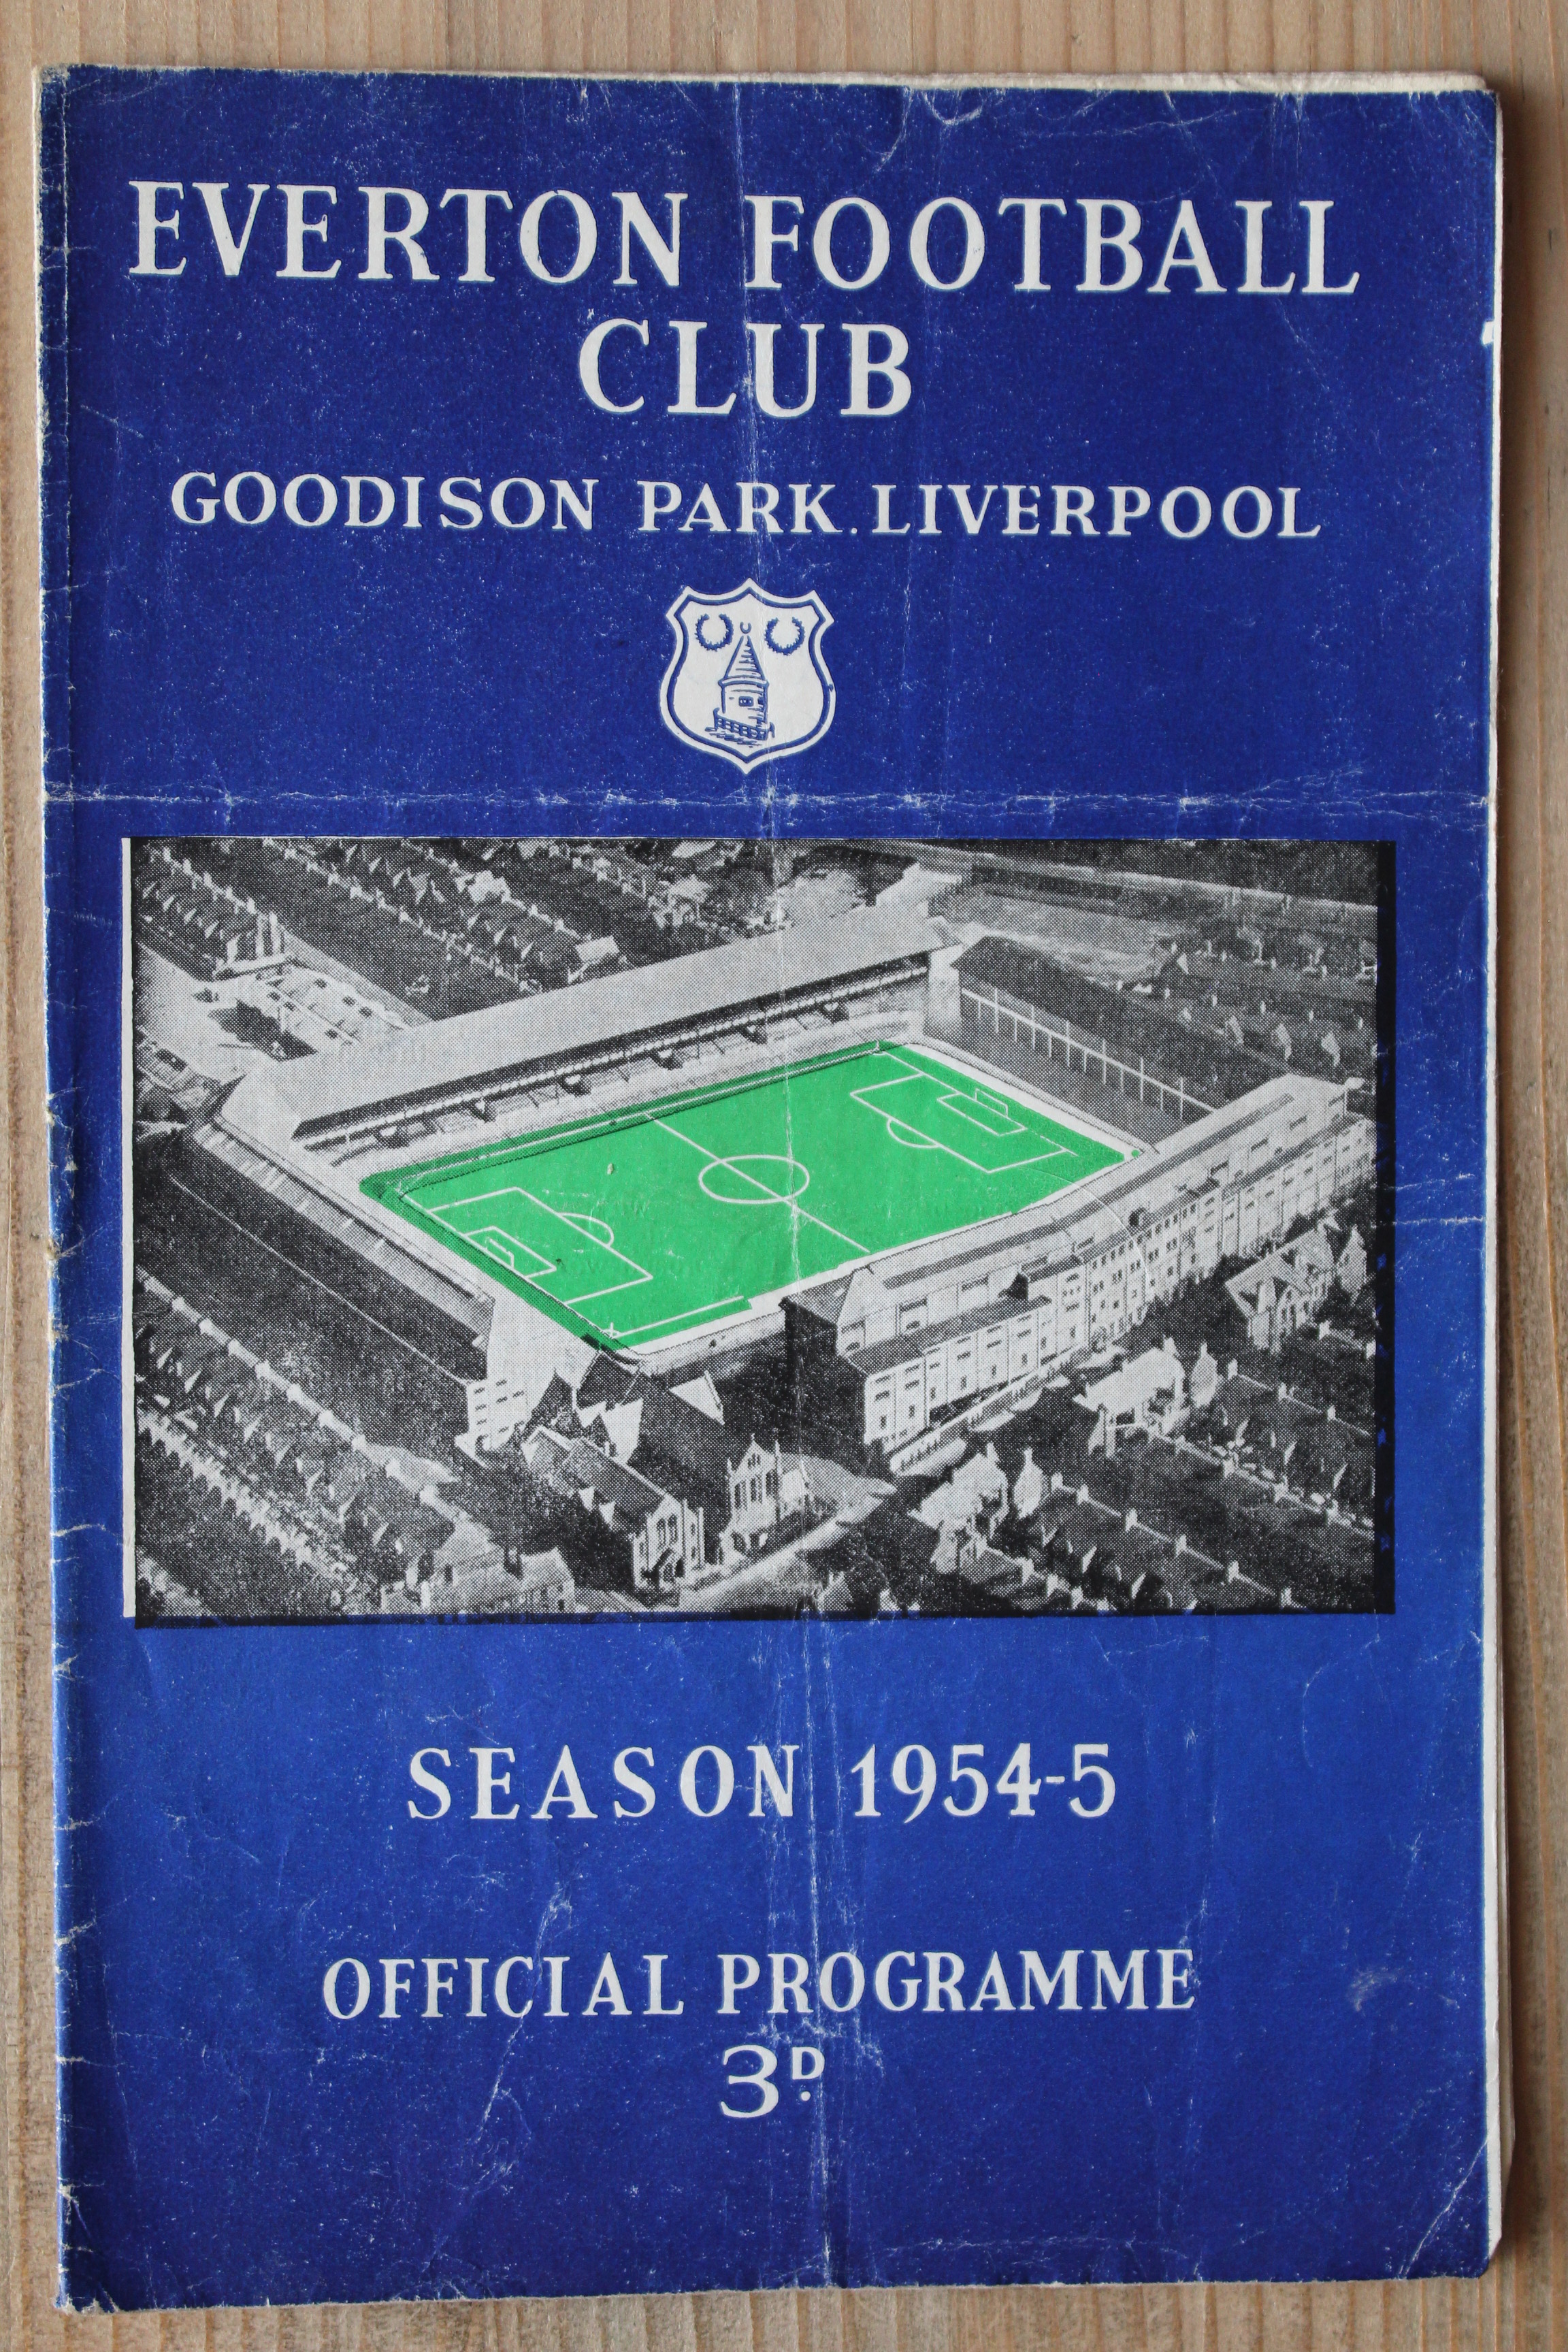 EVERTON FOOTBALL
CLUB
GOODISON PARK. LIVERPOOL
SEASON 1954-5
OFFICIAL PROGRAMME
3D.